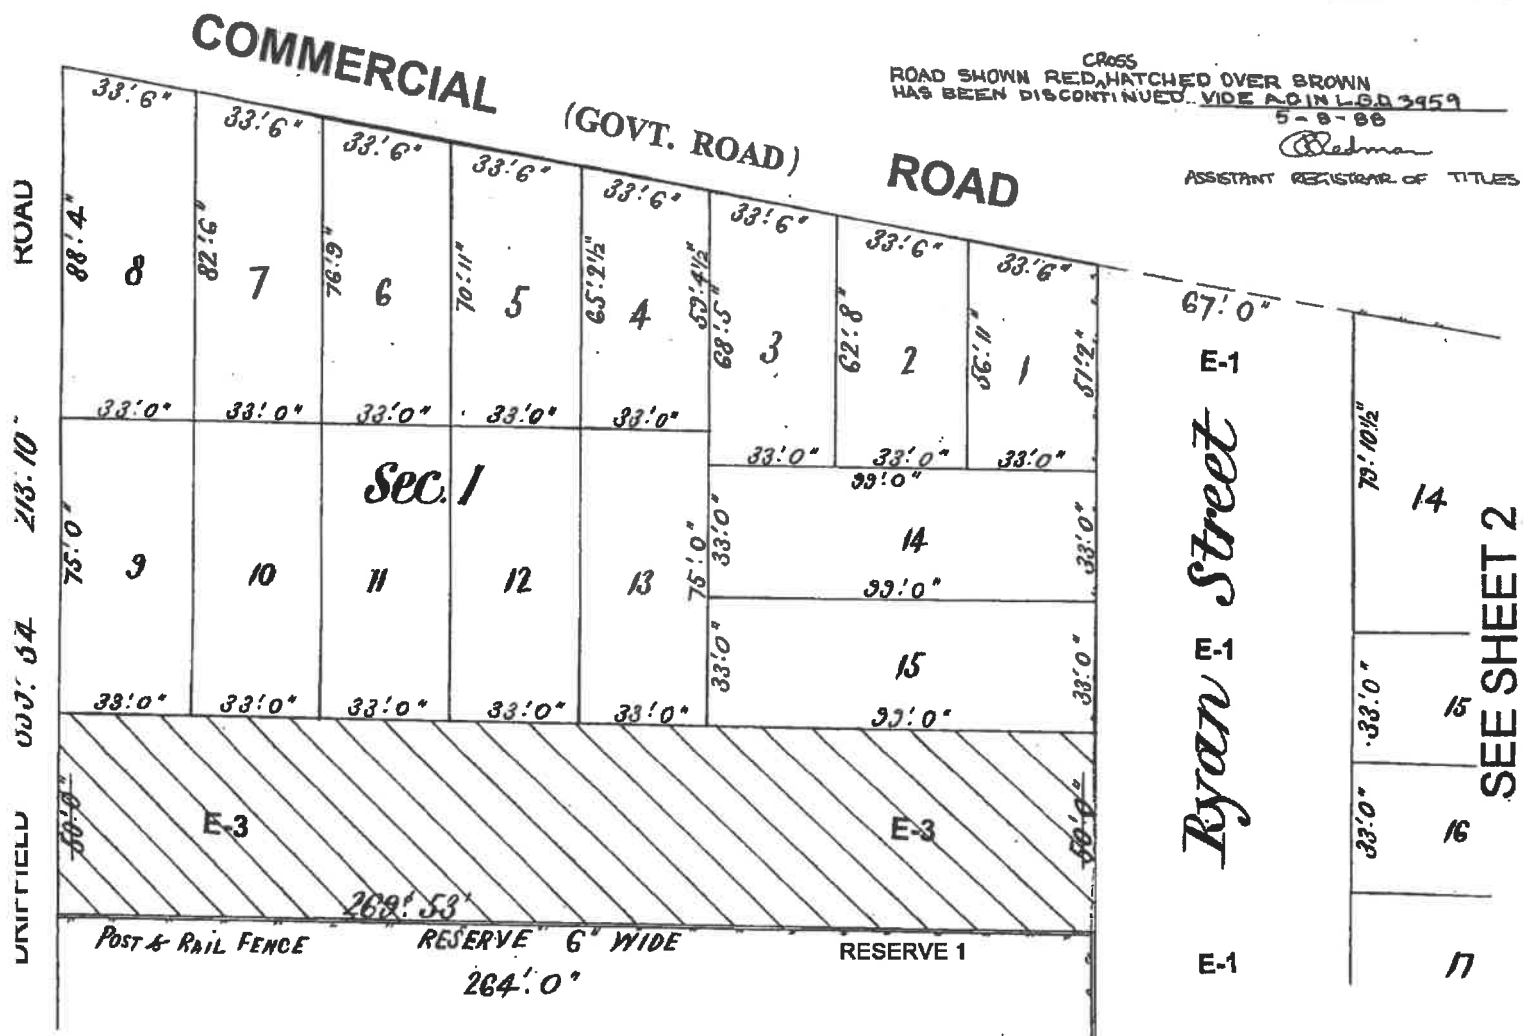 COMMERCIAL (GOVT. ROAD) ROAD
CROSS
ROAD SHOWN RED HATCHED OVER BROWN
HAS BEEN DISCONTINUED. VIDE A.O IN L.G.D. 3959
5-8-88
ASSISTANT REGISTRAR OF TITLES
33'.6" 33'.6" 33'.6" 33'.6" 33'.6" 33'.6" 33'.6" 33'.6"
67'.0"
88'.4" 8 82'.6" 7 76'.9" 6 70'.11" 5 65'.2½" 4 59'.4½"
68'.5" 3 62'.8" 2 56'.11" 1 51'.2"
33'.0" 33'.0" 33'.0" 33'.0" 33'.0"
33'.0" 33'.0" 33'.0"
Sec. 1
75'.0" 9 10 11 12 13 75'.0"
99'.0"
33'.0" 14 33'.0"
99'.0"
33'.0" 15 33'.0"
99'.0"
33'.0" 33'.0" 33'.0" 33'.0" 33'.0"
50'.0" E-3 E-3 50'.0"
269'.53'
POST & RAIL FENCE RESERVE 6" WIDE RESERVE 1
264'.0"
DRIFFIELD ROAD
213'.10"
E-1
Ryan Street
E-1
E-1
79'.10½" 14
33'.0" 15
33'.0" 16
17
SEE SHEET 2